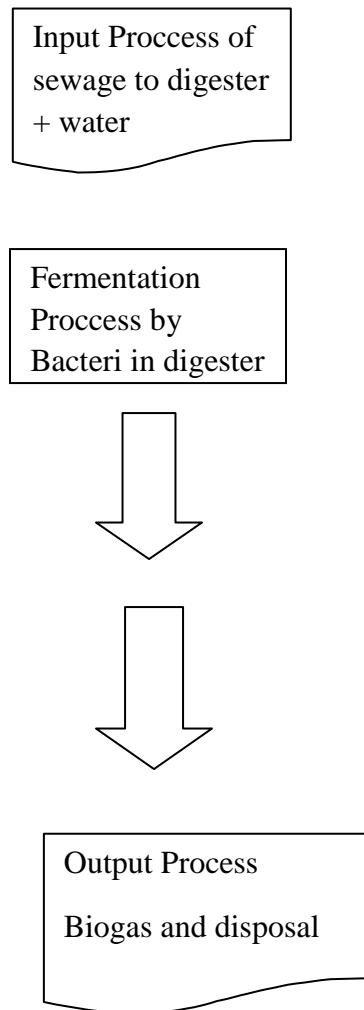 Input Proccess of
sewage to digester
+ water
Fermentation
Proccess by
Bacteri in digester
Output Process
Biogas and disposal